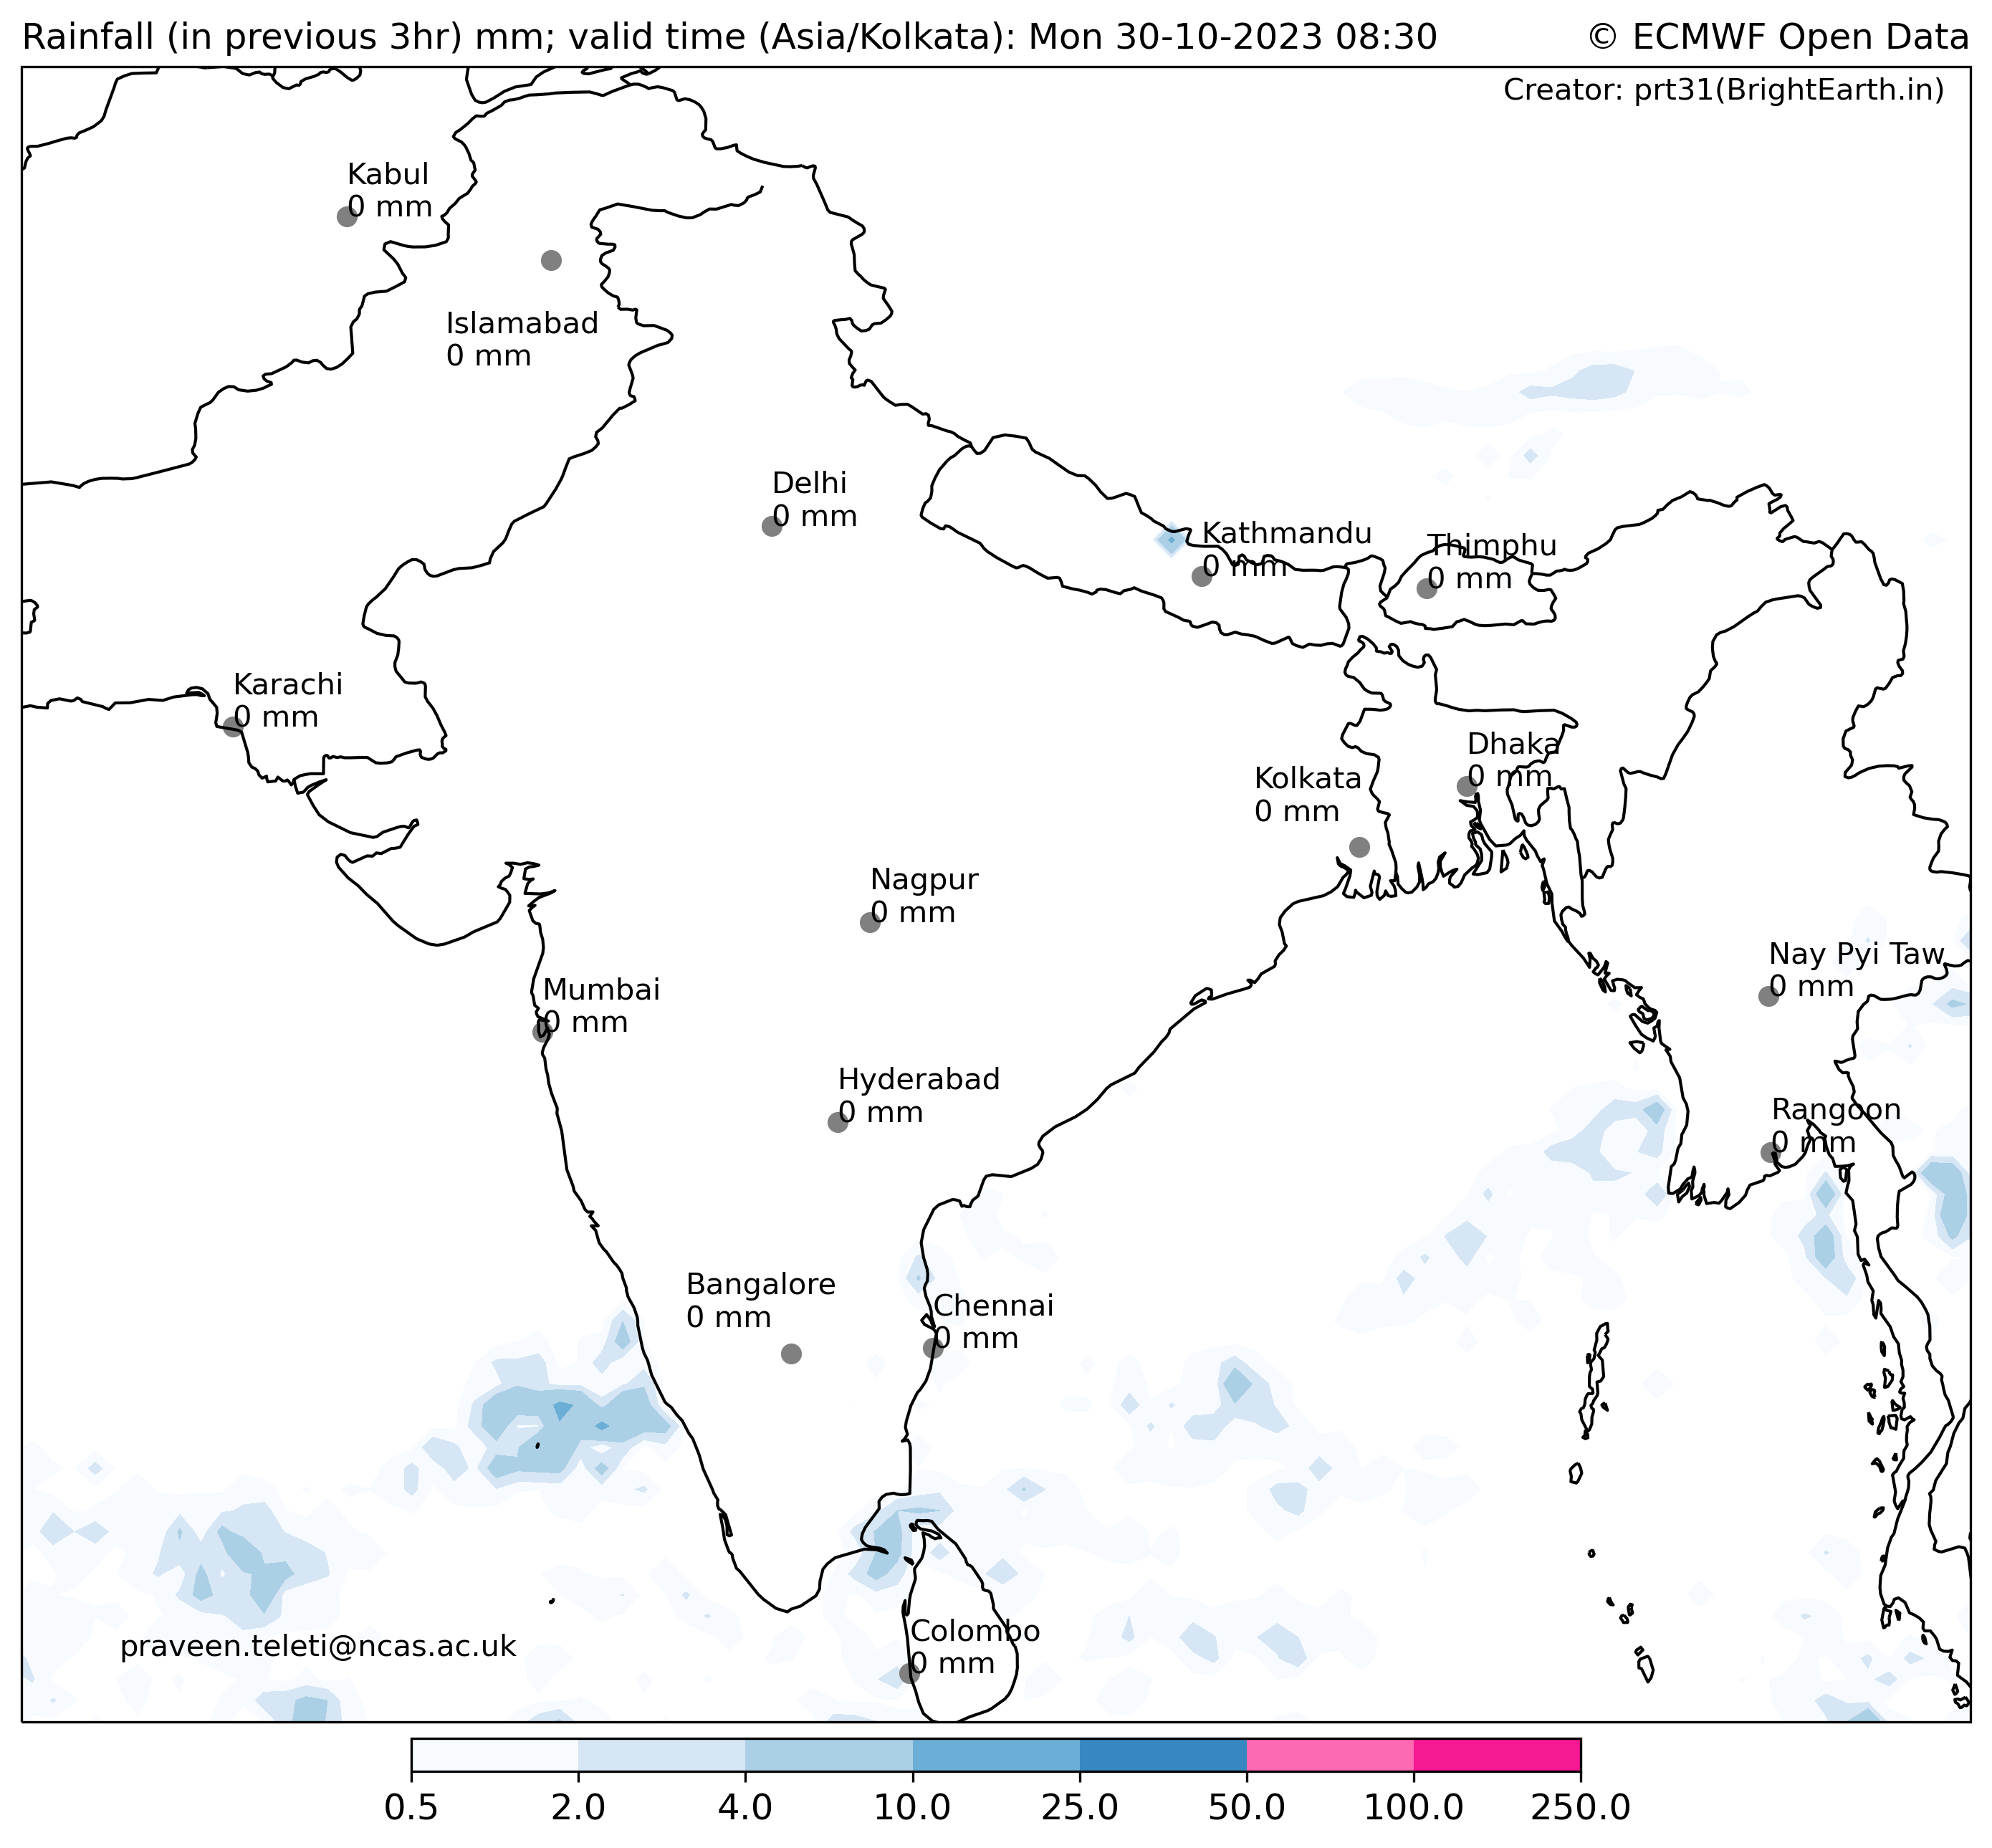 Rainfall (in previous 3hr) mm; valid time (Asia/Kolkata): Mon 30-10-2023 08:30
© ECMWF Open Data
Creator: prt31(BrightEarth.in)
Kabul
0 mm
Islamabad
0 mm
Delhi
0 mm
Kathmandu
0 mm
Thimphu
0 mm
Karachi
0 mm
Dhaka
0 mm
Kolkata
0 mm
Nagpur
0 mm
Nay Pyi Taw
0 mm
Mumbai
0 mm
Hyderabad
0 mm
Rangoon
0 mm
Bangalore
0 mm
Chennai
0 mm
Colombo
0 mm
praveen.teleti@ncas.ac.uk
0.5 2.0 4.0 10.0 25.0 50.0 100.0 250.0